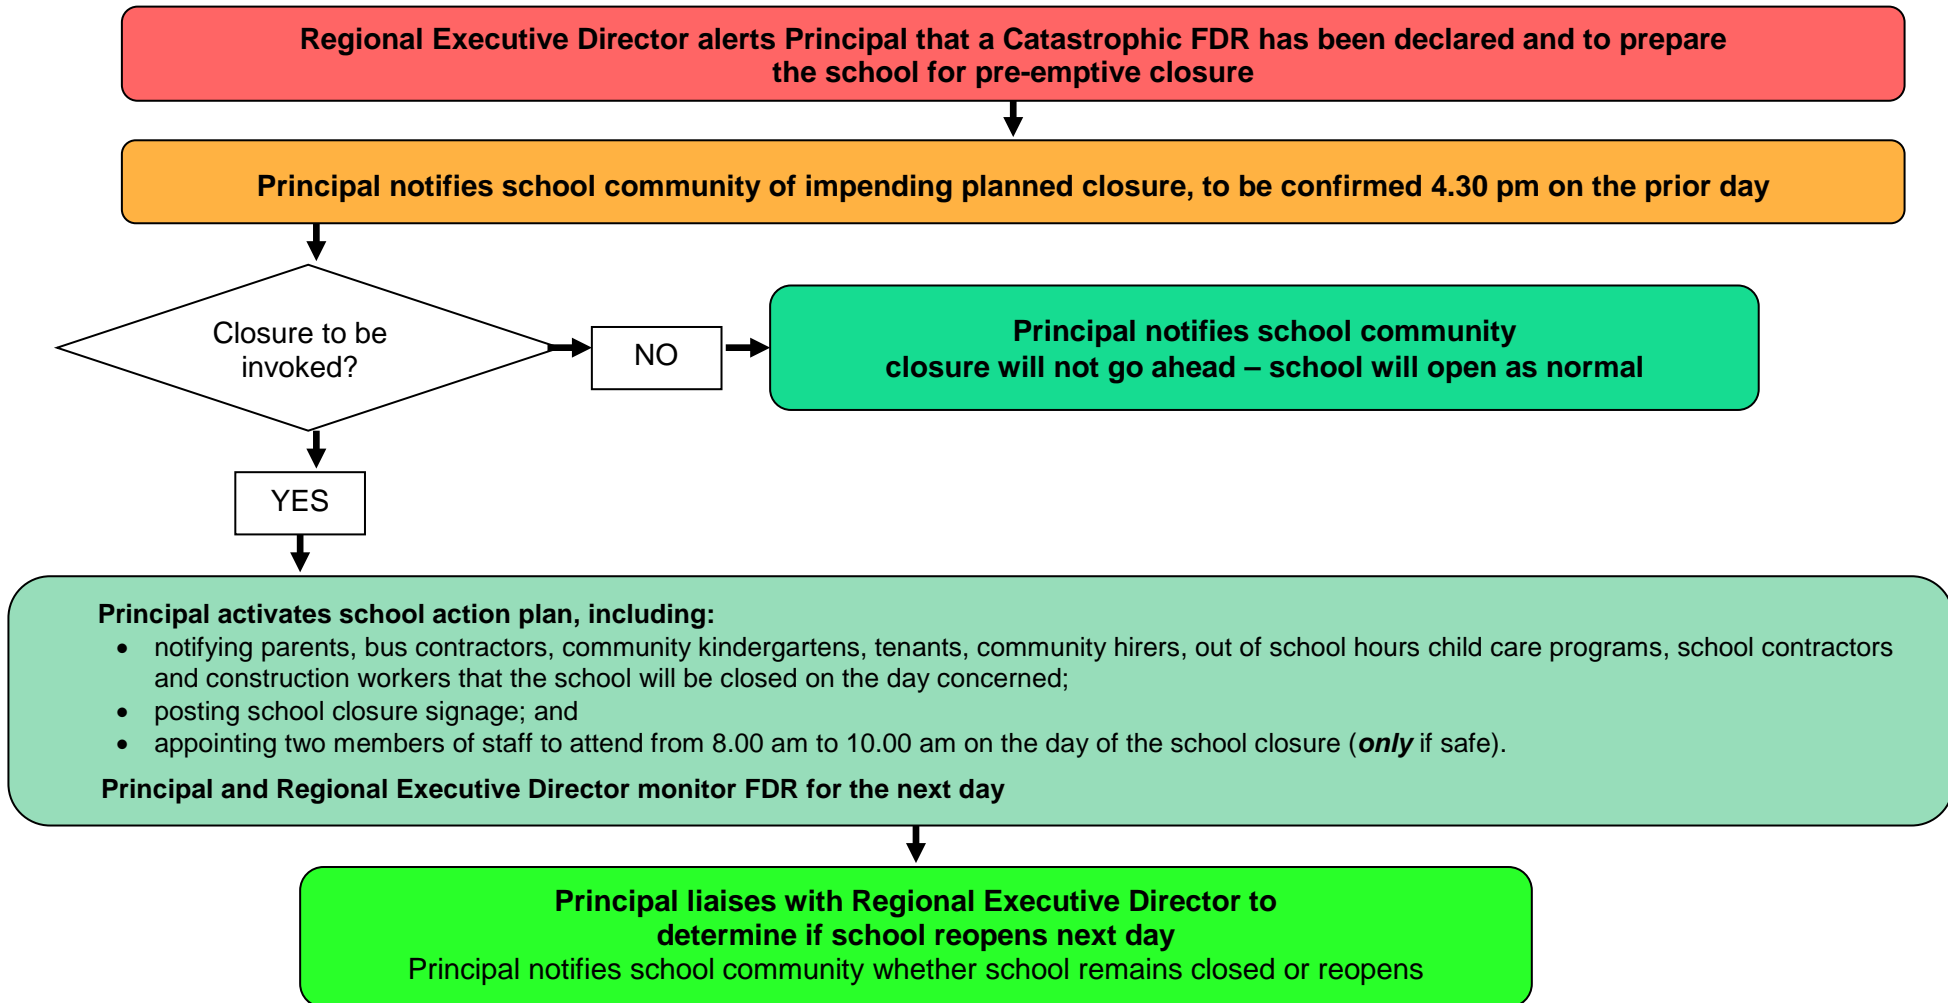 Regional Executive Director alerts Principal that a Catastrophic FDR has been declared and to prepare
the school for pre-emptive closure
Principal notifies school community of impending planned closure, to be confirmed 4.30 pm on the prior day
Closure to be
invoked?
NO
Principal notifies school community
closure will not go ahead – school will open as normal
YES
Principal activates school action plan, including:
• notifying parents, bus contractors, community kindergartens, tenants, community hirers, out of school hours child care programs, school contractors
and construction workers that the school will be closed on the day concerned;
• posting school closure signage; and
• appointing two members of staff to attend from 8.00 am to 10.00 am on the day of the school closure (only if safe).
Principal and Regional Executive Director monitor FDR for the next day
Principal liaises with Regional Executive Director to
determine if school reopens next day
Principal notifies school community whether school remains closed or reopens